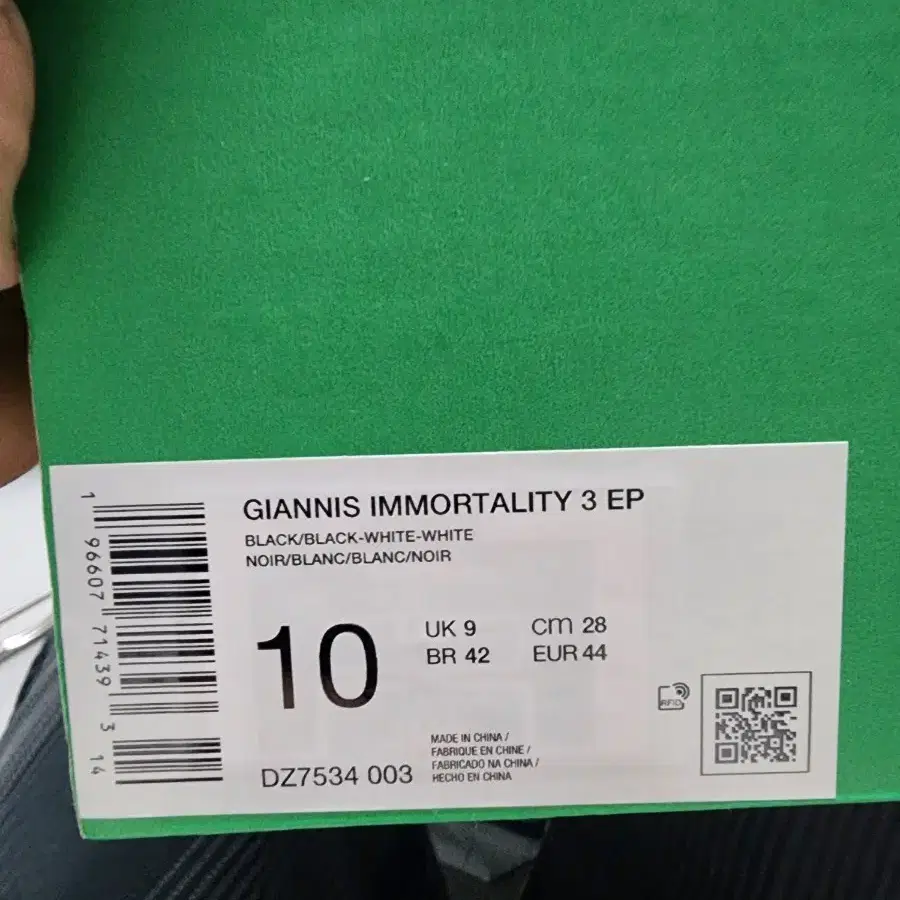 GIANNIS IMMORTALITY 3 EP
BLACK/BLACK-WHITE-WHITE
NOIR/BLANC/BLANC/NOIR
10
UK 9 cm 28
BR 42 EUR 44
MADE IN CHINA /
FABRIQUE EN CHINE /
FABRICADO NA CHINA /
HECHO EN CHINA
DZ7534 003
RFID
1 96607 71439 3 14